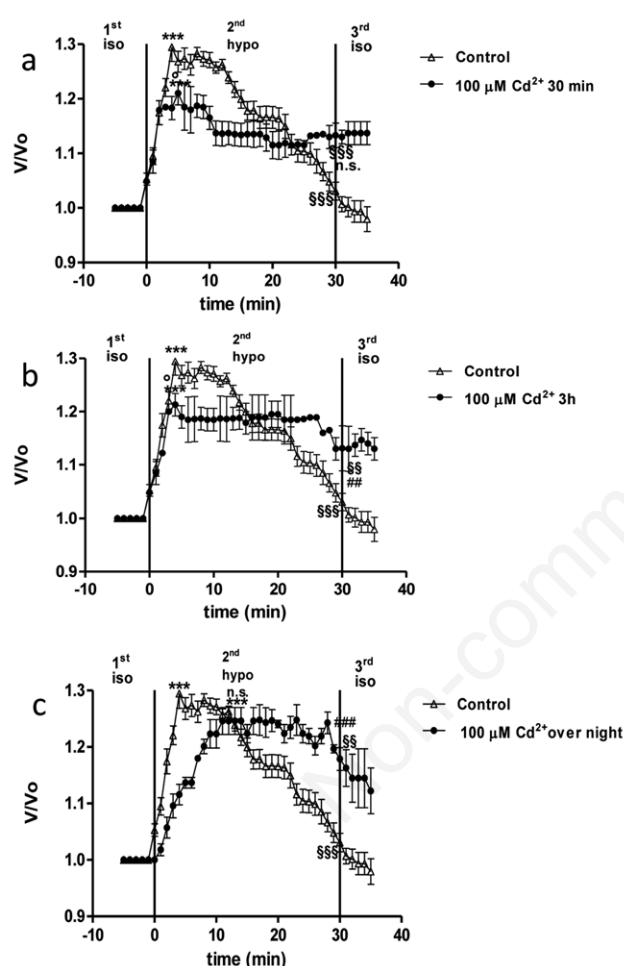 a
1st iso
***
2nd hypo
3rd iso
1.3
1.2
1.1
1.0
0.9
V/Vo
°
***
§§§
n.s.
§§§
-10 0 10 20 30 40
time (min)
Control
100 µM Cd2+ 30 min
b
1st iso
***
2nd hypo
3rd iso
1.3
1.2
1.1
1.0
0.9
V/Vo
°
***
§§
##
§§§
-10 0 10 20 30 40
time (min)
Control
100 µM Cd2+ 3h
c
1st iso
***
2nd hypo
n.s.
***
3rd iso
1.3
1.2
1.1
1.0
0.9
V/Vo
###
§§
§§§
-10 0 10 20 30 40
time (min)
Control
100 µM Cd2+ over night
Non-comm